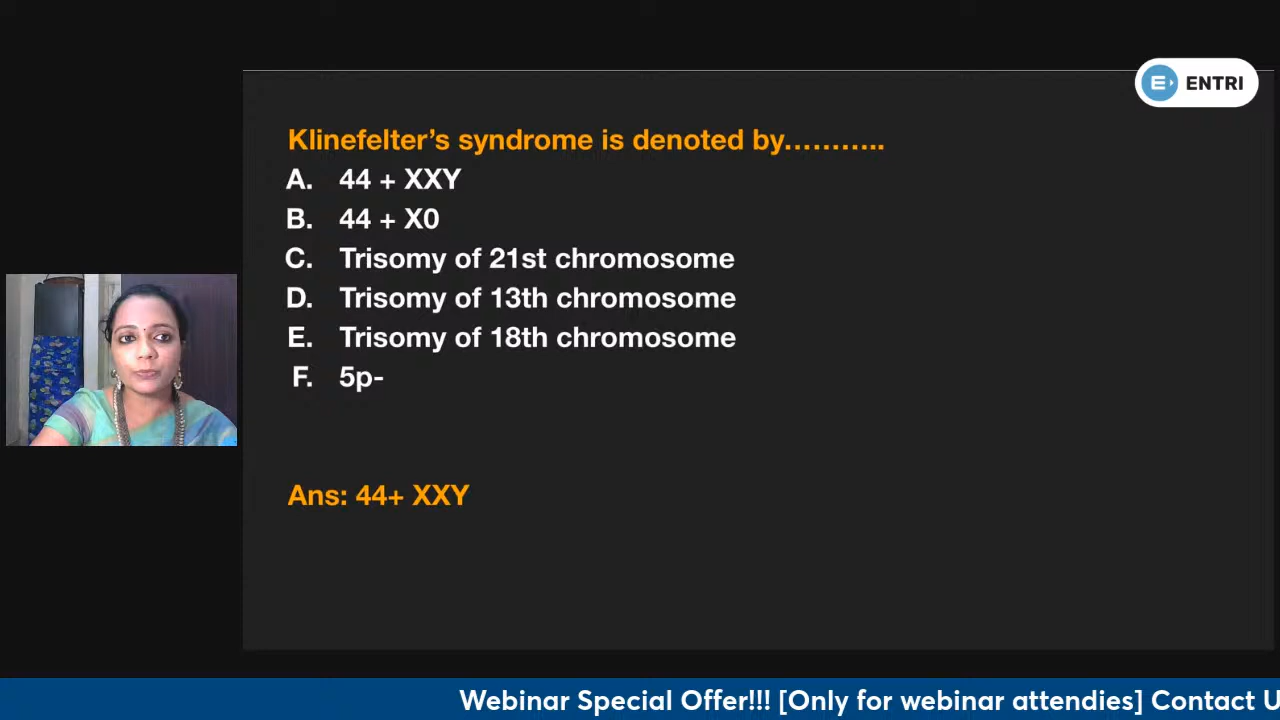 ENTRI
Klinefelter’s syndrome is denoted by………..
A. 44 + XXY
B. 44 + X0
C. Trisomy of 21st chromosome
D. Trisomy of 13th chromosome
E. Trisomy of 18th chromosome
F. 5p-
Ans: 44+ XXY
Webinar Special Offer!!! [Only for webinar attendies] Contact U